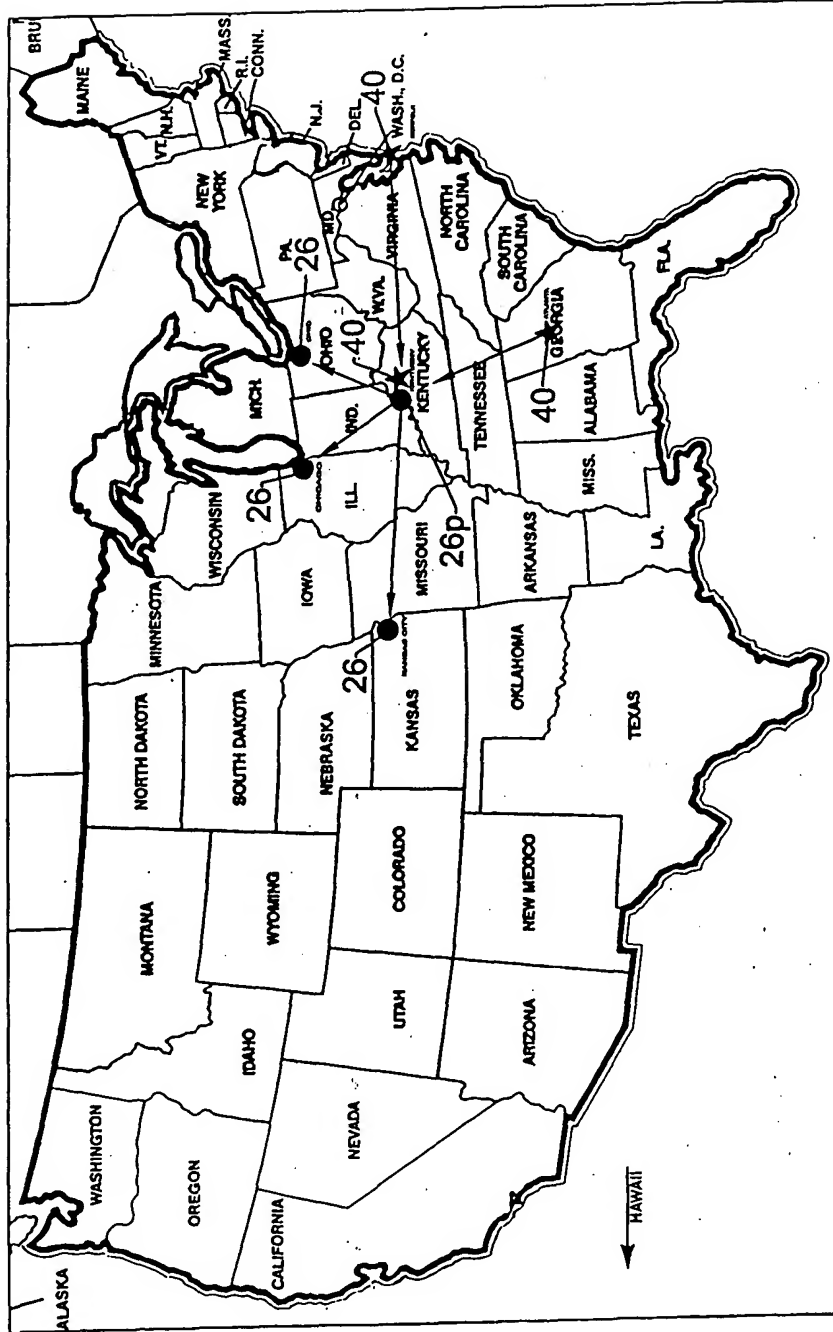 ALASKA
WASHINGTON
OREGON
CALIFORNIA
NEVADA
IDAHO
MONTANA
WYOMING
UTAH
ARIZONA
COLORADO
NEW MEXICO
NORTH DAKOTA
SOUTH DAKOTA
NEBRASKA
KANSAS
OKLAHOMA
TEXAS
MINNESOTA
IOWA
MISSOURI
ARKANSAS
LA.
WISCONSIN
ILL.
MICH.
IND.
OHIO
KENTUCKY
TENNESSEE
MISS.
ALABAMA
GEORGIA
FLA.
SOUTH
CAROLINA
NORTH
CAROLINA
VIRGINIA
W.VA.
MD.
PA.
NEW
YORK
VT.
N.H.
MAINE
MASS.
R.I.
CONN.
N.J.
DEL.
WASH., D.C.
BRU
HAWAII
KANSAS CITY
CHICAGO
26
26
26
26p
40
40
40